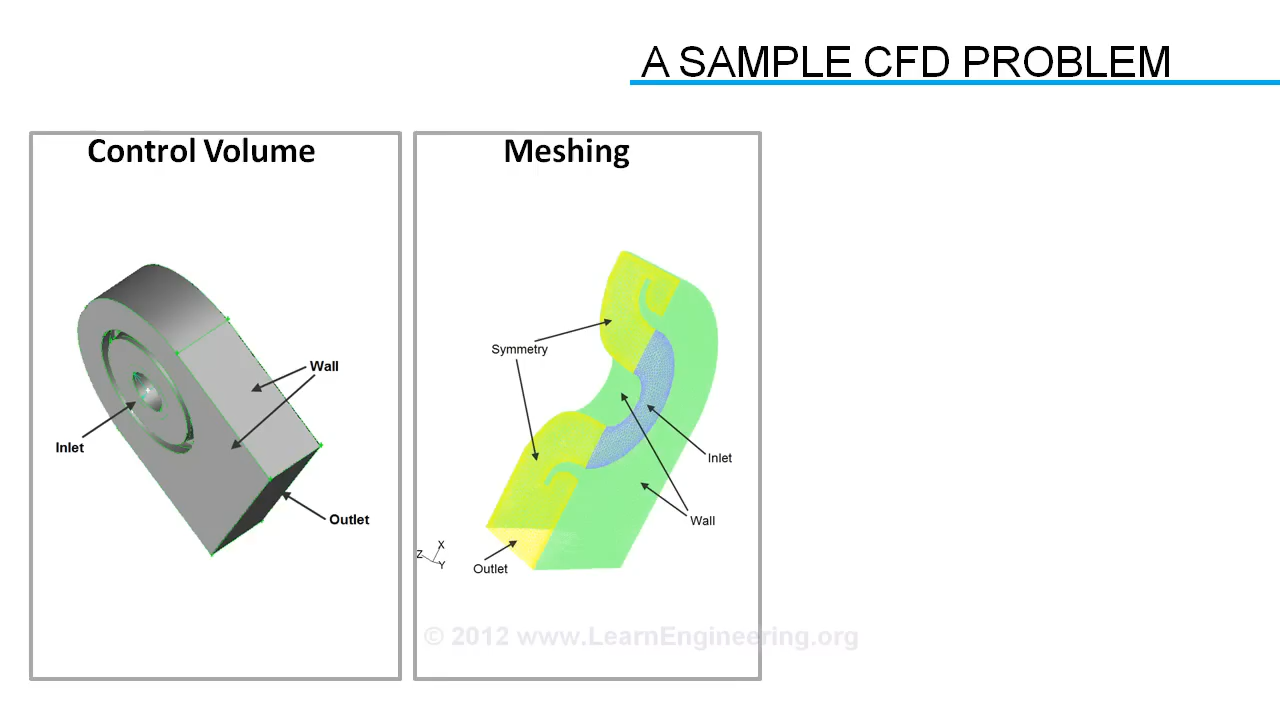 A SAMPLE CFD PROBLEM
Control Volume
Wall
Inlet
Outlet
Meshing
Symmetry
Inlet
Wall
Outlet
X
Z
Y
© 2012 www.LearnEngineering.org